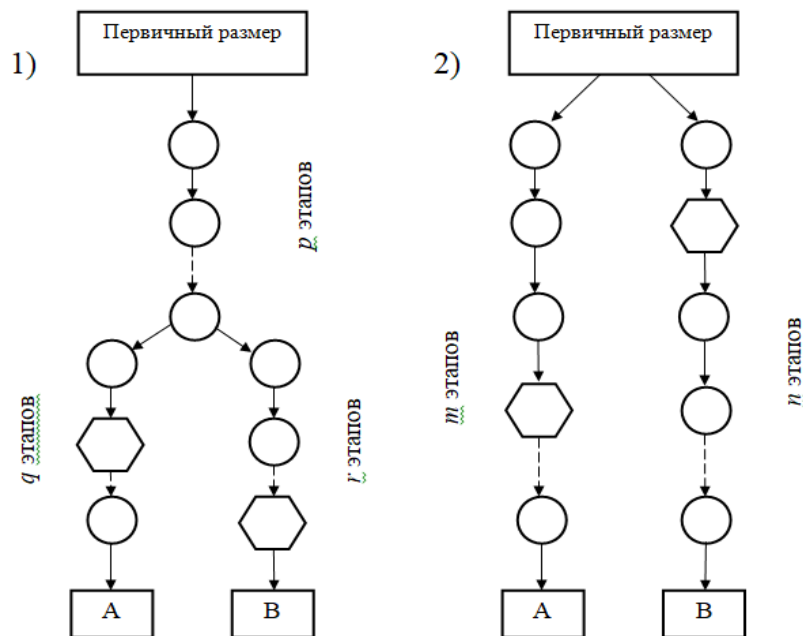 Первичный размер
Первичный размер
1)
2)
p этапов
q этапов
r этапов
m этапов
n этапов
A
B
A
B